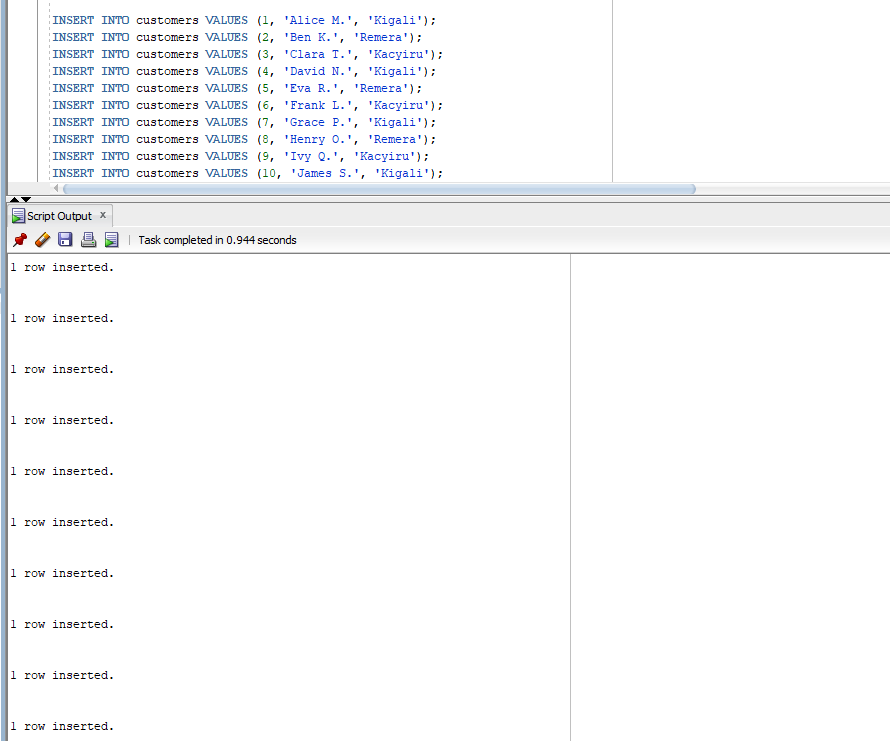 INSERT INTO customers VALUES (1, 'Alice M.', 'Kigali');
INSERT INTO customers VALUES (2, 'Ben K.', 'Remera');
INSERT INTO customers VALUES (3, 'Clara T.', 'Kacyiru');
INSERT INTO customers VALUES (4, 'David N.', 'Kigali');
INSERT INTO customers VALUES (5, 'Eva R.', 'Remera');
INSERT INTO customers VALUES (6, 'Frank L.', 'Kacyiru');
INSERT INTO customers VALUES (7, 'Grace P.', 'Kigali');
INSERT INTO customers VALUES (8, 'Henry O.', 'Remera');
INSERT INTO customers VALUES (9, 'Ivy Q.', 'Kacyiru');
INSERT INTO customers VALUES (10, 'James S.', 'Kigali');
Script Output x
Task completed in 0.944 seconds
1 row inserted.
1 row inserted.
1 row inserted.
1 row inserted.
1 row inserted.
1 row inserted.
1 row inserted.
1 row inserted.
1 row inserted.
1 row inserted.